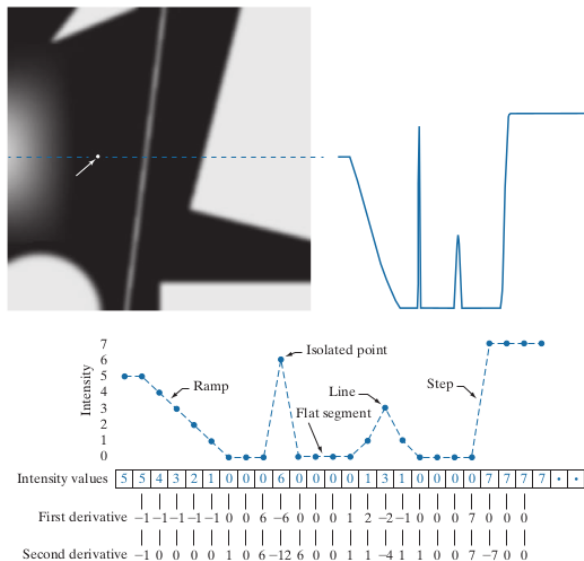 7
6
5
4
3
2
1
0
Intensity
Isolated point
Ramp
Line
Step
Flat segment
Intensity values 5 5 4 3 2 1 0 0 0 6 0 0 0 0 1 3 1 0 0 0 0 7 7 7 7 • •
First derivative −1 −1 −1 −1 −1 0 0 6 −6 0 0 0 1 2 −2 −1 0 0 0 7 0 0 0
Second derivative −1 0 0 0 0 1 0 6 −12 6 0 0 1 1 −4 1 1 0 0 7 −7 0 0